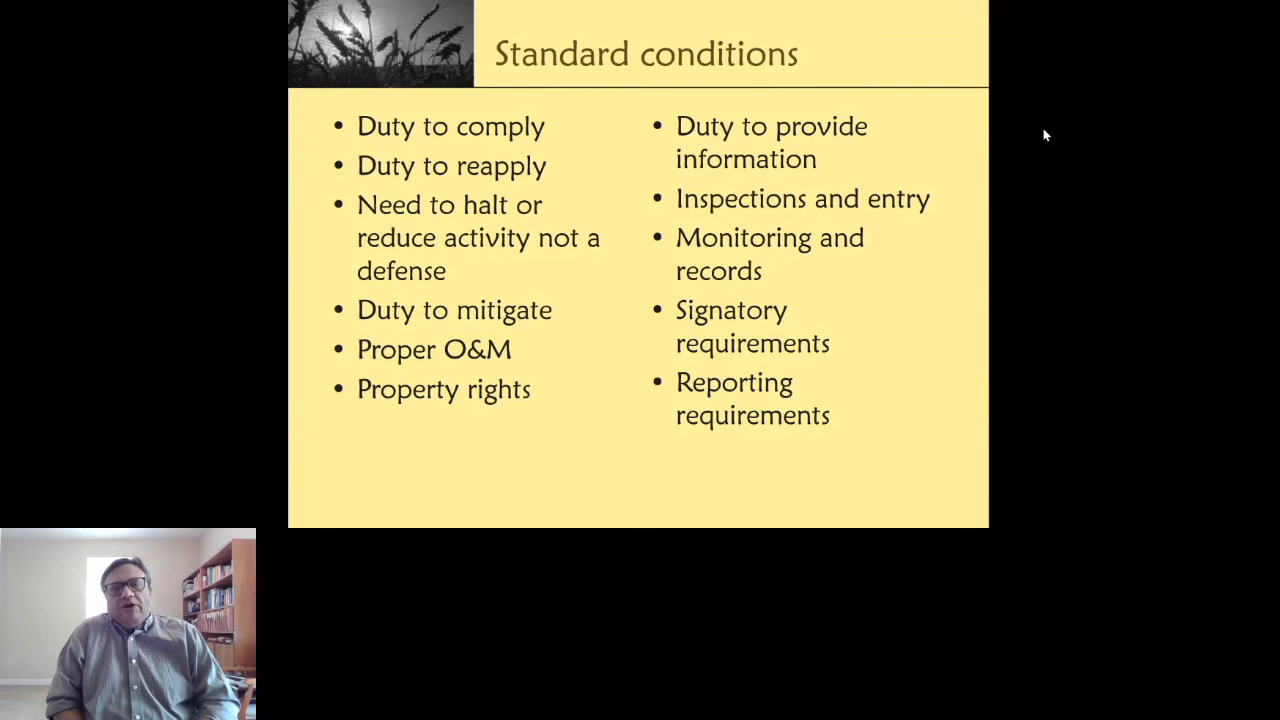 Standard conditions
• Duty to comply
• Duty to reapply
• Need to halt or
reduce activity not a
defense
• Duty to mitigate
• Proper O&M
• Property rights
• Duty to provide
information
• Inspections and entry
• Monitoring and
records
• Signatory
requirements
• Reporting
requirements